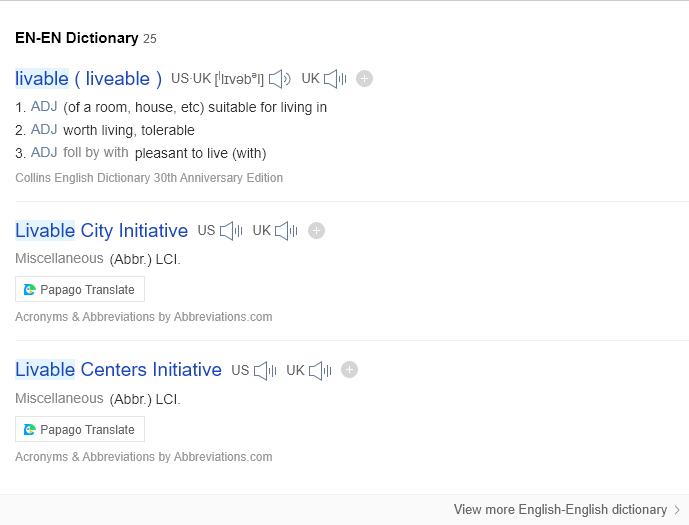 EN-EN Dictionary 25
livable ( liveable ) US·UK [ˈlɪvəbᵊl] UK
1. ADJ (of a room, house, etc) suitable for living in
2. ADJ worth living, tolerable
3. ADJ foll by with pleasant to live (with)
Collins English Dictionary 30th Anniversary Edition
Livable City Initiative US UK
Miscellaneous (Abbr.) LCI.
Papago Translate
Acronyms & Abbreviations by Abbreviations.com
Livable Centers Initiative US UK
Miscellaneous (Abbr.) LCI.
Papago Translate
Acronyms & Abbreviations by Abbreviations.com
View more English-English dictionary